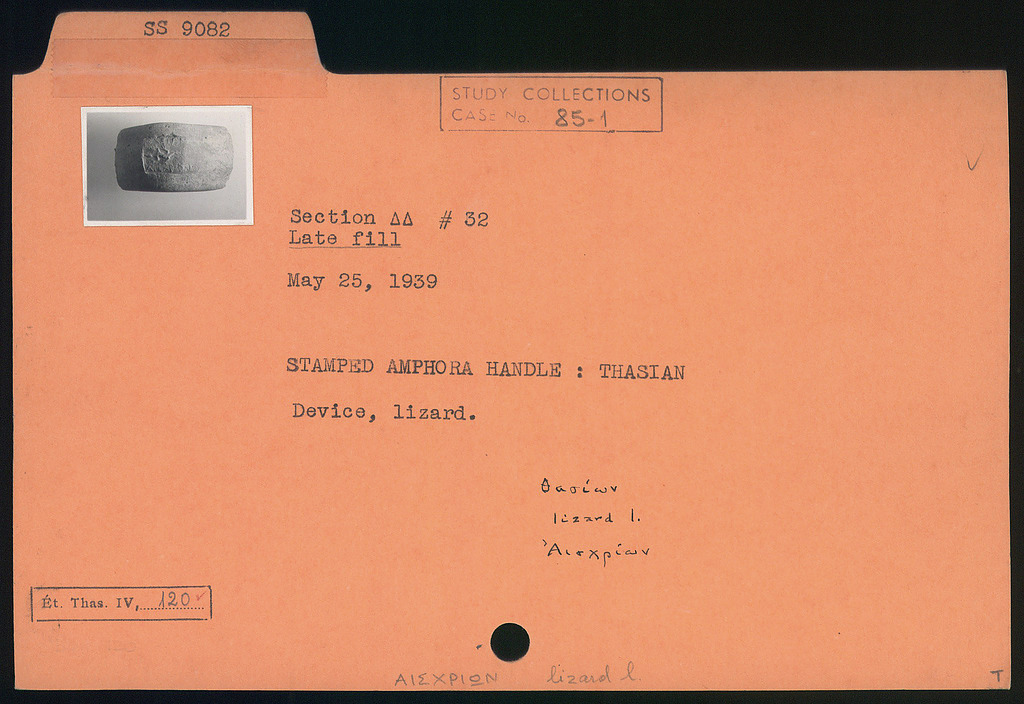 SS 9082
STUDY COLLECTIONS
CASE No. 85-1
Section ΔΔ # 32
Late fill
May 25, 1939
STAMPED AMPHORA HANDLE : THASIAN
Device, lizard.
Θασίων
lizard l.
Ἀισχρίων
Ét. Thas. IV, 120
ΑΙΣΧΡΙΩΝ lizard l.
T